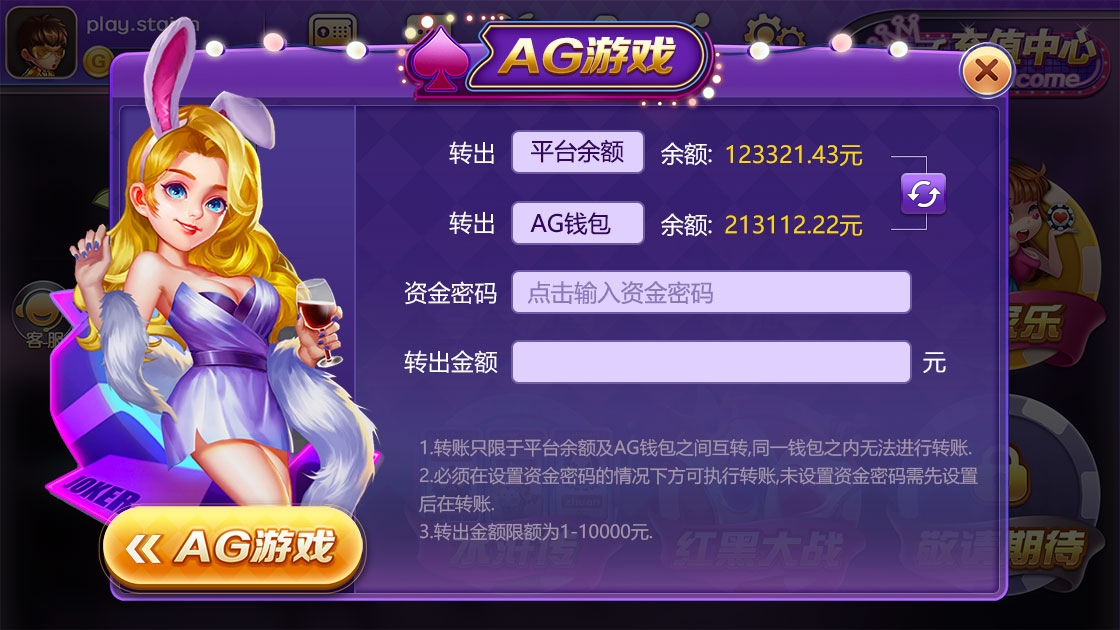 play.star
充值中心
come
AG游戏
转出 平台余额 余额: 123321.43元
转出 AG钱包 余额: 213112.22元
资金密码 点击输入资金密码
转出金额 元
客服
家乐
JOKER
1.转账只限于平台余额及AG钱包之间互转,同一钱包之内无法进行转账.
2.必须在设置资金密码的情况下方可执行转账,未设置资金密码需先设置
后在转账.
3.转出金额限额为1-10000元.
AG游戏
水浒传 红黑大战 敬请期待